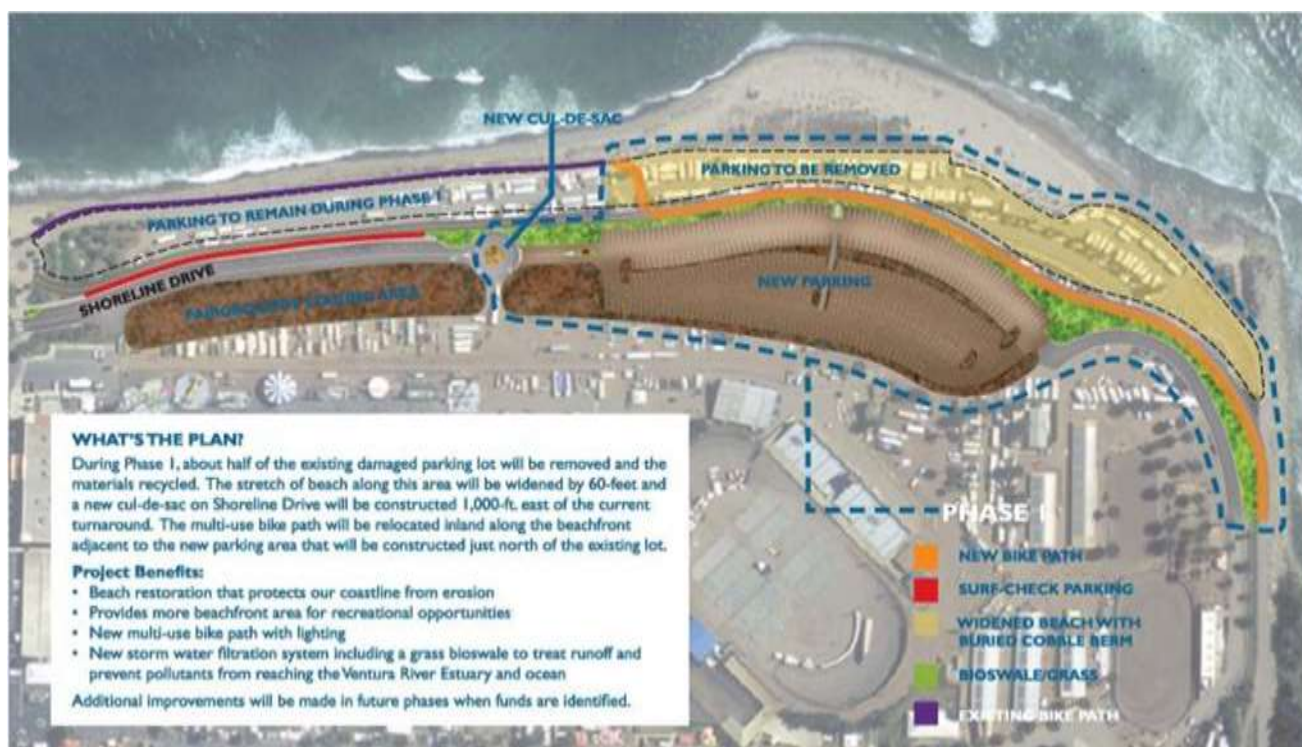 NEW CUL-DE-SAC
PARKING TO BE REMOVED
PARKING TO REMAIN DURING PHASE I
SHORELINE DRIVE
FAIRGROUNDS LOADING AREA
NEW PARKING
WHAT'S THE PLAN?
During Phase 1, about half of the existing damaged parking lot will be removed and the
materials recycled. The stretch of beach along this area will be widened by 60-feet and
a new cul-de-sac on Shoreline Drive will be constructed 1,000-ft. east of the current
turnaround. The multi-use bike path will be relocated inland along the beachfront
adjacent to the new parking area that will be constructed just north of the existing lot.
Project Benefits:
• Beach restoration that protects our coastline from erosion
• Provides more beachfront area for recreational opportunities
• New multi-use bike path with lighting
• New storm water filtration system including a grass bioswale to treat runoff and
prevent pollutants from reaching the Ventura River Estuary and ocean
Additional improvements will be made in future phases when funds are identified.
PHASE I
NEW BIKE PATH
SURF-CHECK PARKING
WIDENED BEACH WITH
BURIED COBBLE BERM
BIOSWALE/GRASS
EXISTING BIKE PATH